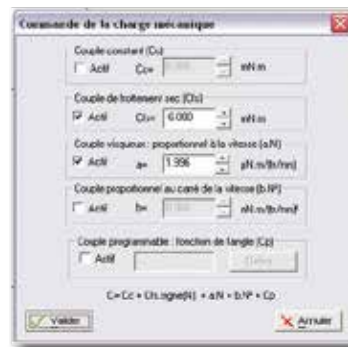 Commande de la charge mécanique
Couple constant (Cc)
Actif Cc= mN.m
Couple de frottement sec (Cfs)
Actif Cfs= 6.000 mN.m
Couple visqueux : proportionnel à la vitesse (a.N)
Actif a= 1.996 µN.m/(tr/mn)
Couple proportionnel au carré de la vitesse (b.N²)
Actif b=
Couple programmable : fonction de l'angle (Cp)
Actif
C= Cc + Cfs.signe(N) + a.N + b.N² + Cp
Valider Annuler